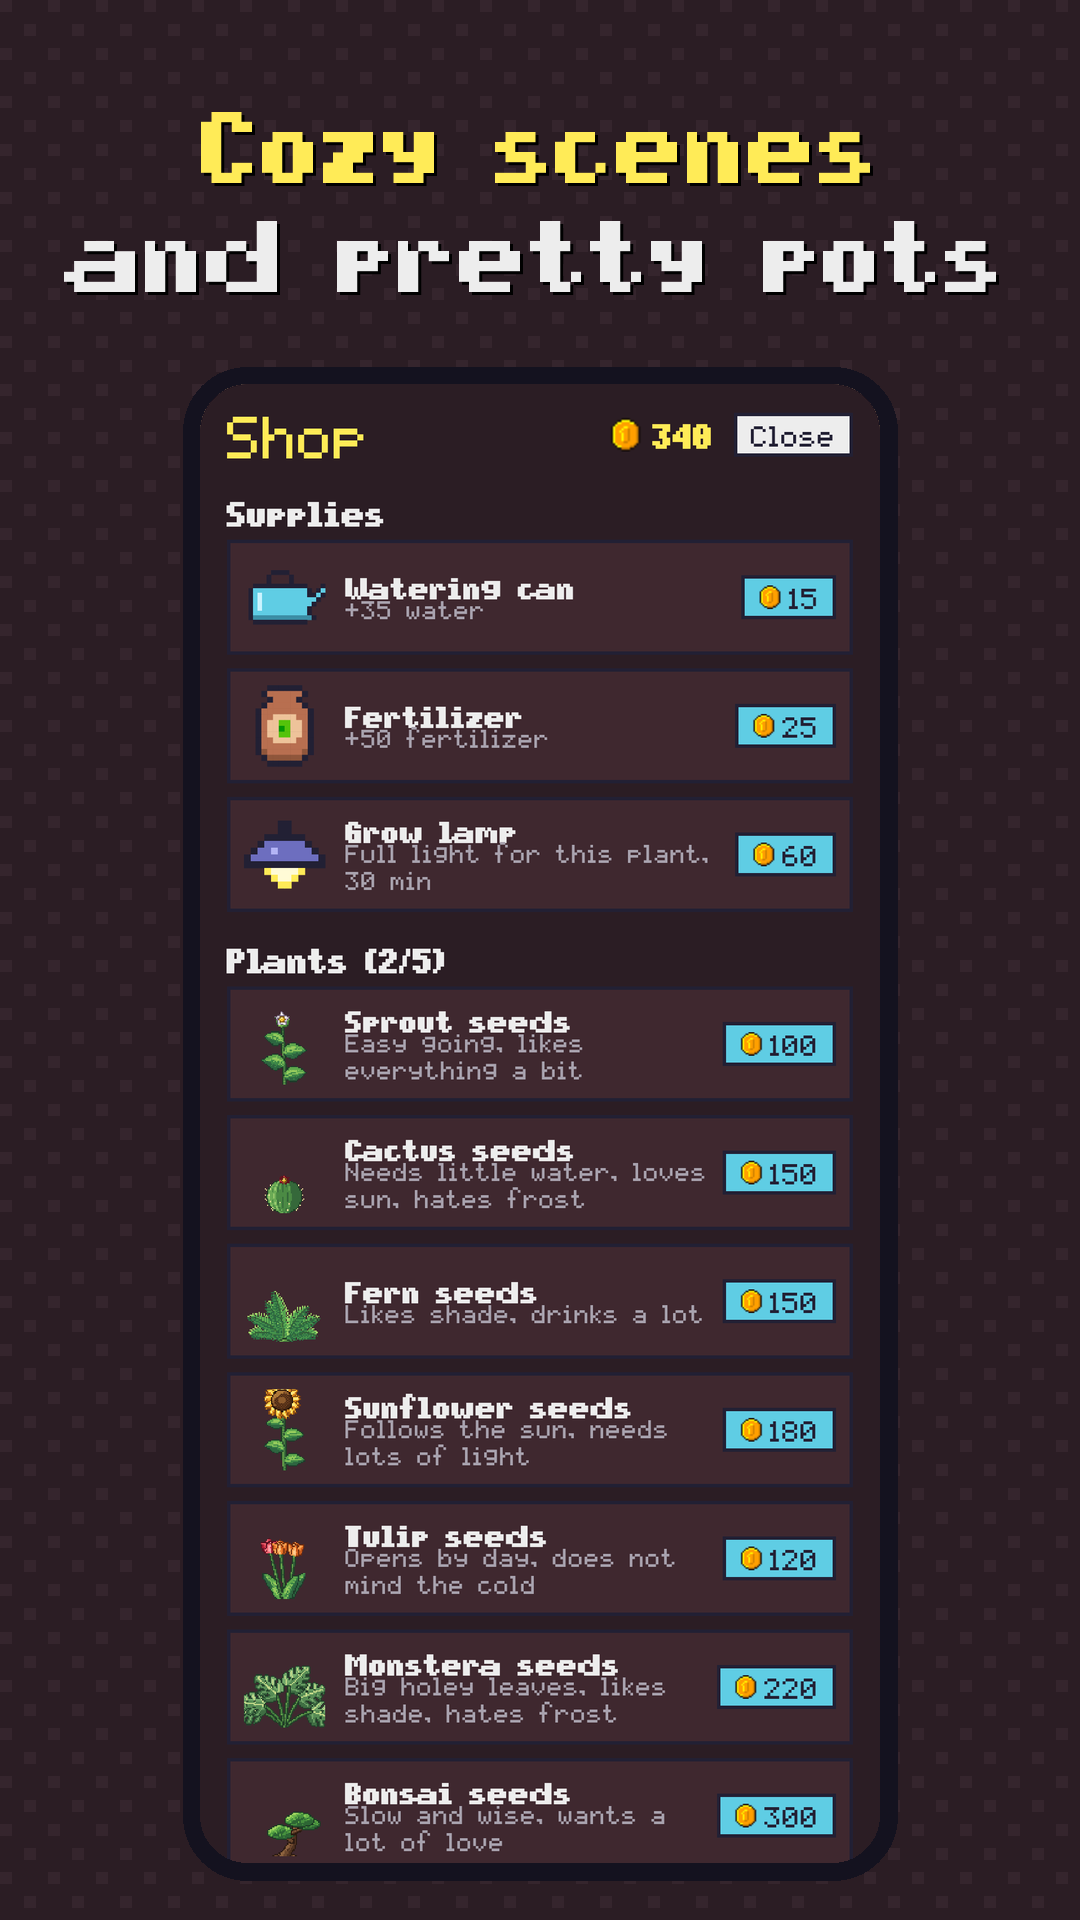 Cozy scenes
and pretty pots
Shop
340
Close
Supplies
Watering can
+35 water
15
Fertilizer
+50 fertilizer
25
Grow lamp
Full light for this plant,
30 min
60
Plants (2/5)
Sprout seeds
Easy going, likes
everything a bit
100
Cactus seeds
Needs little water, loves
sun, hates frost
150
Fern seeds
Likes shade, drinks a lot
150
Sunflower seeds
Follows the sun, needs
lots of light
180
Tulip seeds
Opens by day, does not
mind the cold
120
Monstera seeds
Big holey leaves, likes
shade, hates frost
220
Bonsai seeds
Slow and wise, wants a
lot of love
300